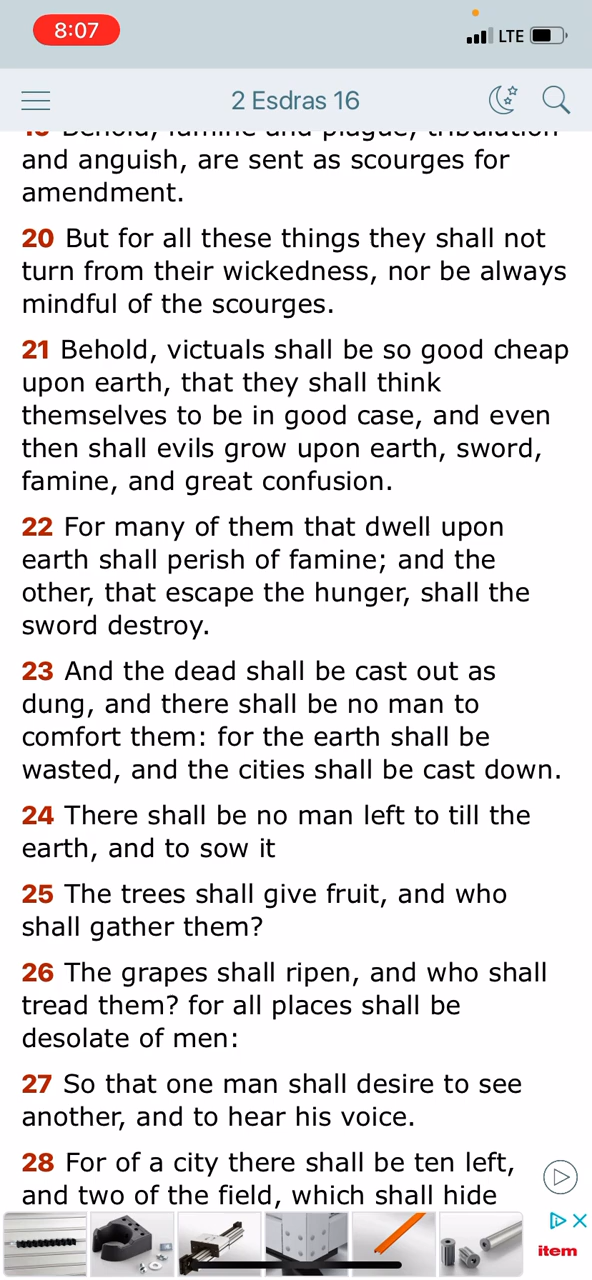 8:07
LTE
2 Esdras 16
19 Behold, famine and plague, tribulation
and anguish, are sent as scourges for
amendment.
20 But for all these things they shall not
turn from their wickedness, nor be always
mindful of the scourges.
21 Behold, victuals shall be so good cheap
upon earth, that they shall think
themselves to be in good case, and even
then shall evils grow upon earth, sword,
famine, and great confusion.
22 For many of them that dwell upon
earth shall perish of famine; and the
other, that escape the hunger, shall the
sword destroy.
23 And the dead shall be cast out as
dung, and there shall be no man to
comfort them: for the earth shall be
wasted, and the cities shall be cast down.
24 There shall be no man left to till the
earth, and to sow it
25 The trees shall give fruit, and who
shall gather them?
26 The grapes shall ripen, and who shall
tread them? for all places shall be
desolate of men:
27 So that one man shall desire to see
another, and to hear his voice.
28 For of a city there shall be ten left,
and two of the field, which shall hide
item